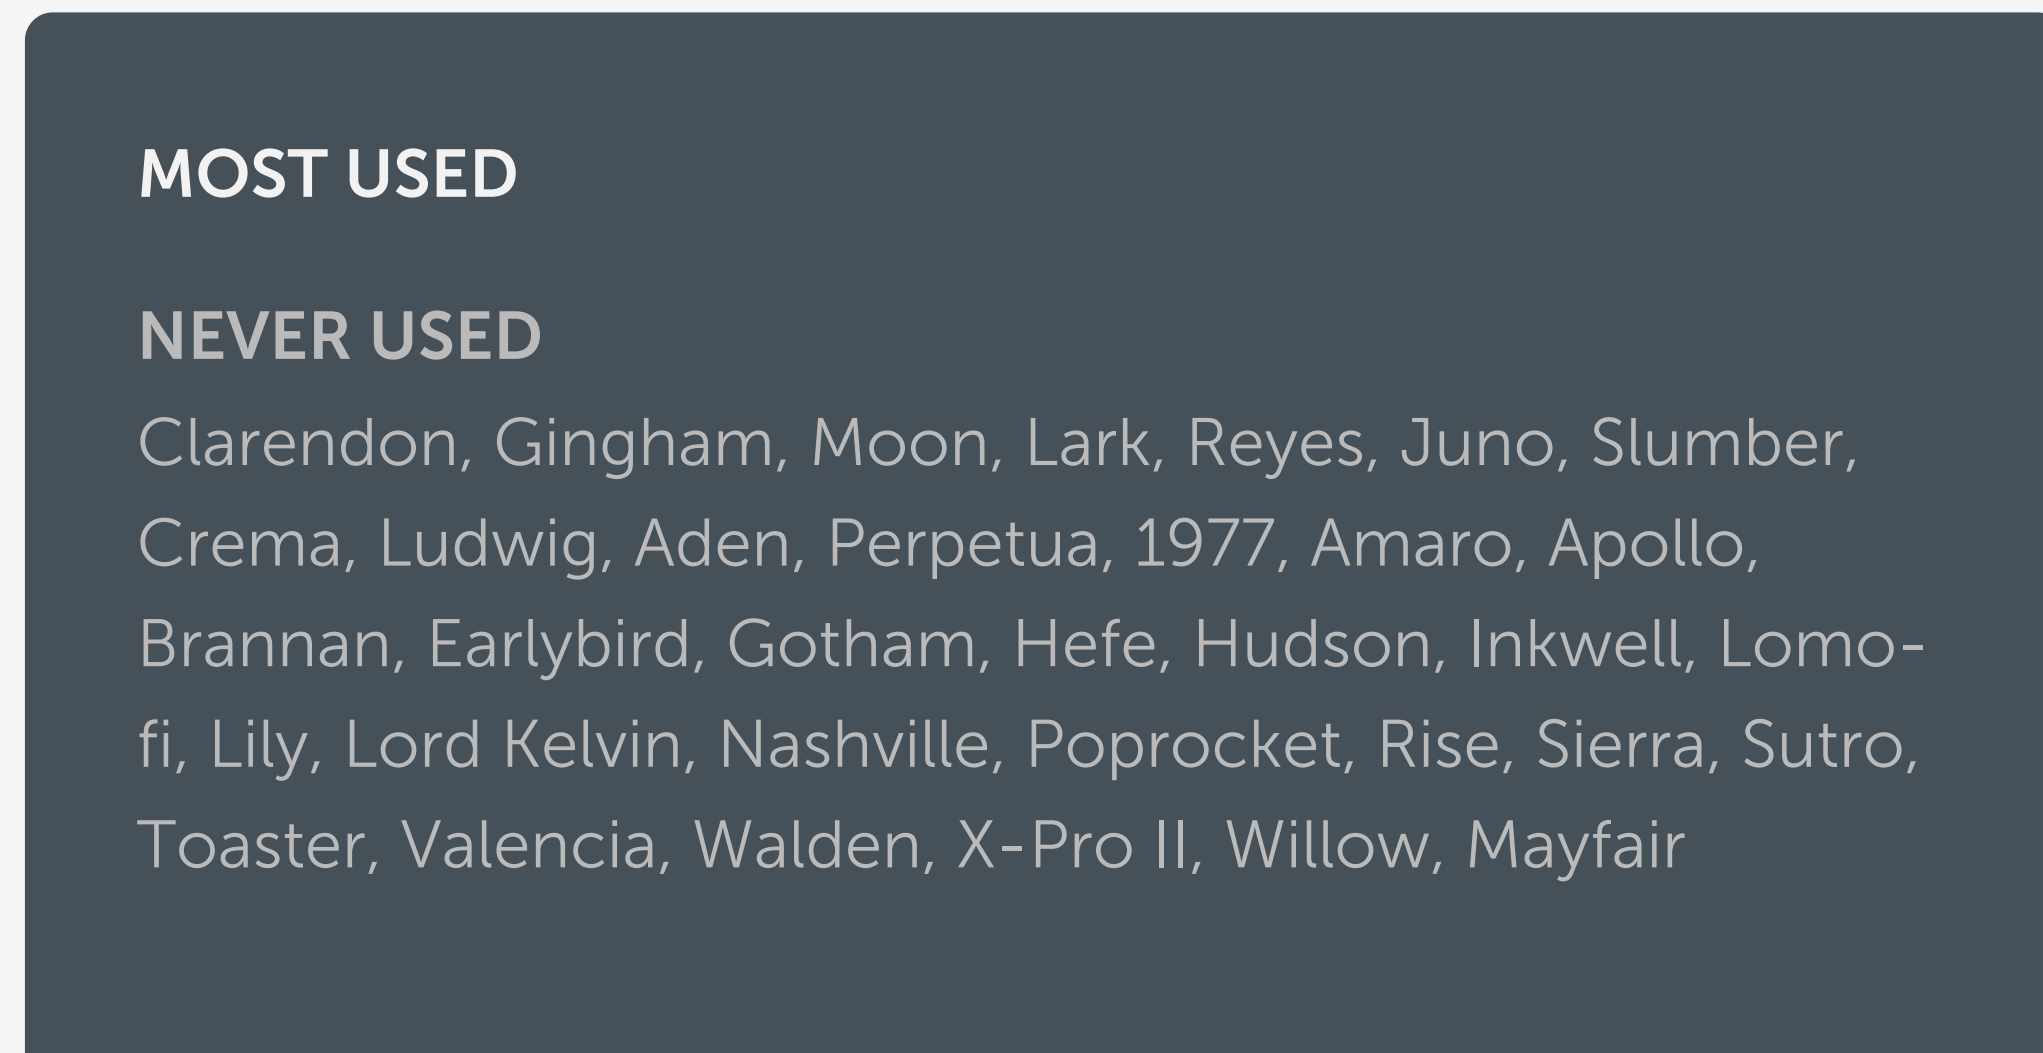 MOST USED
NEVER USED
Clarendon, Gingham, Moon, Lark, Reyes, Juno, Slumber,
Crema, Ludwig, Aden, Perpetua, 1977, Amaro, Apollo,
Brannan, Earlybird, Gotham, Hefe, Hudson, Inkwell, Lomo-
fi, Lily, Lord Kelvin, Nashville, Poprocket, Rise, Sierra, Sutro,
Toaster, Valencia, Walden, X-Pro II, Willow, Mayfair